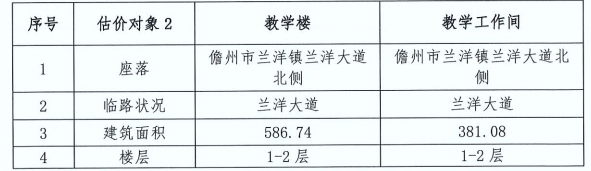 序号 估价对象 2 教学楼 教学工作间
1 座落 儋州市兰洋镇兰洋大道北侧 儋州市兰洋镇兰洋大道北侧
2 临路状况 兰洋大道 兰洋大道
3 建筑面积 586.74 381.08
4 楼层 1-2 层 1-2 层